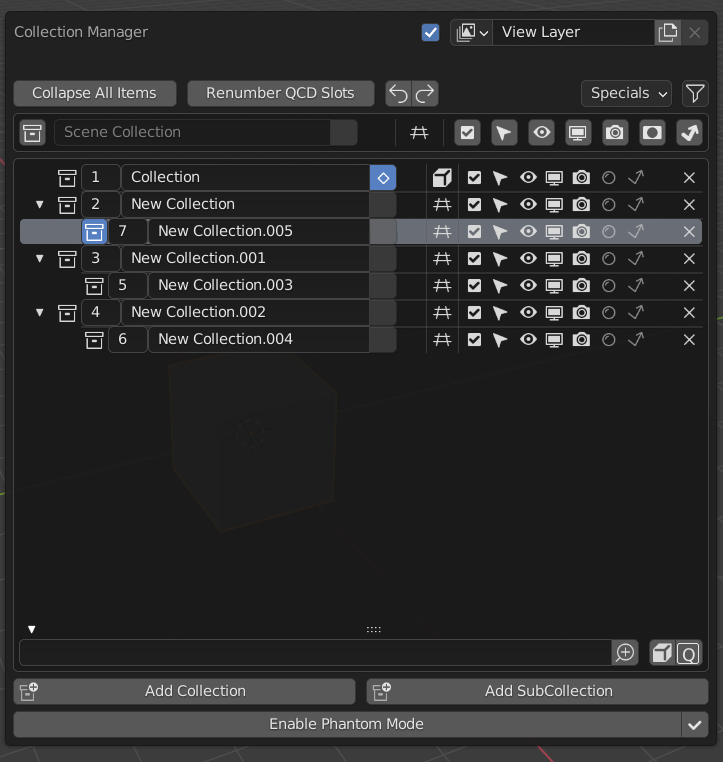 Collection Manager
View Layer
Collapse All Items Renumber QCD Slots Specials
Scene Collection
1 Collection
2 New Collection
7 New Collection.005
3 New Collection.001
5 New Collection.003
4 New Collection.002
6 New Collection.004
Q
Add Collection Add SubCollection
Enable Phantom Mode